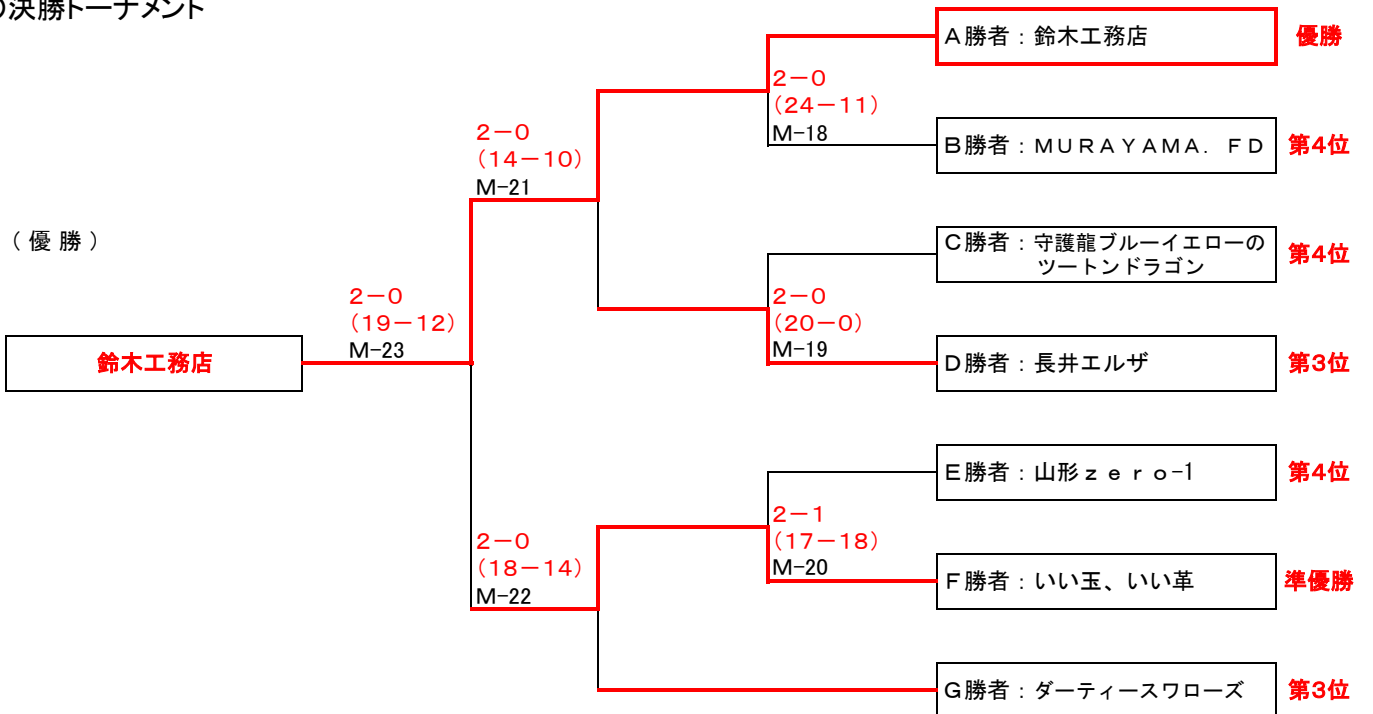 の決勝トーナメント
A勝者：鈴木工務店
優勝
2－0
(24－11)
M-18
B勝者：MURAYAMA．FD
第4位
2－0
(14－10)
M-21
(優勝)
C勝者：守護龍ブルーイエローの
ツートンドラゴン
第4位
2－0
(19－12)
M-23
2－0
(20－0)
M-19
鈴木工務店
D勝者：長井エルザ
第3位
E勝者：山形ｚｅｒｏ-1
第4位
2－1
(17－18)
M-20
2－0
(18－14)
M-22
F勝者：いい玉、いい革
準優勝
G勝者：ダーティースワローズ
第3位